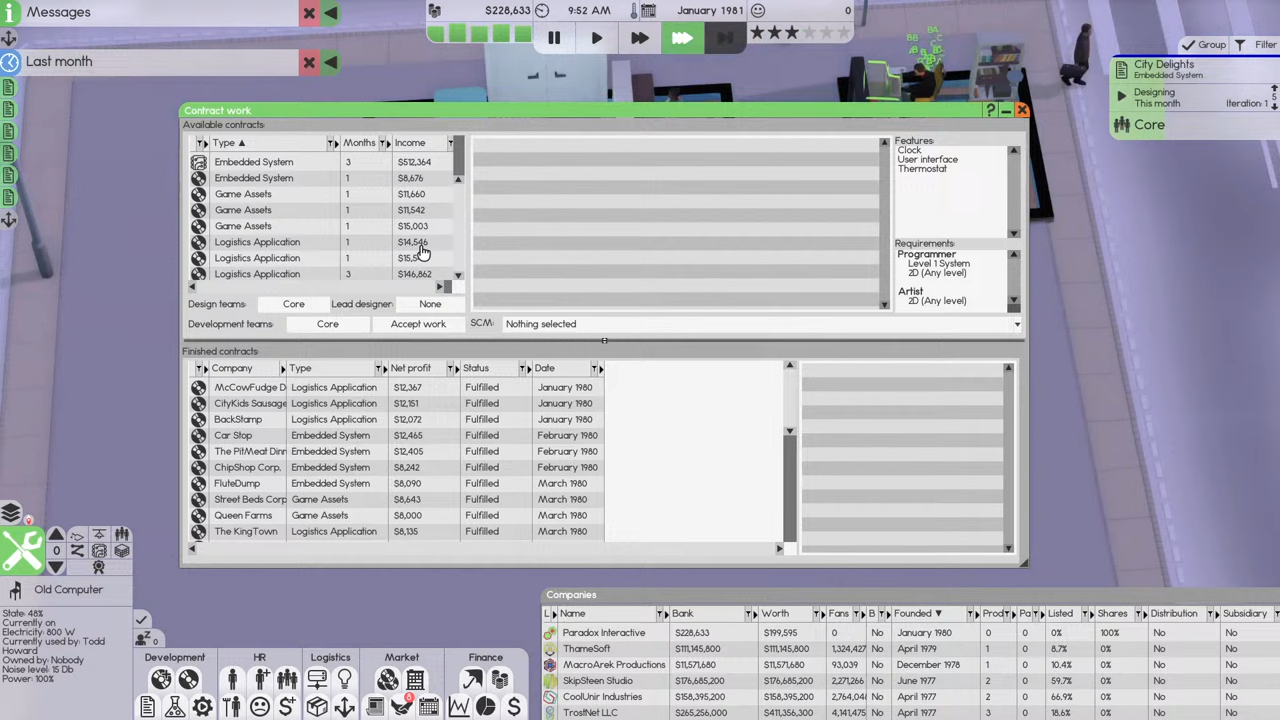 Messages
$228,633 9:52 AM January 1981 0
Last month
Group Filter
City Delights
Embedded System
Designing
This month Iteration 1
5
Core
Contract work
Available contracts:
Type Months Income
Embedded System 3 $512,364
Embedded System 1 $8,676
Game Assets 1 $11,660
Game Assets 1 $11,542
Game Assets 1 $15,003
Logistics Application 1 $14,546
Logistics Application 1
Logistics Application 3 $146,862
Features:
Clock
User interface
Thermostat
Requirements:
Programmer
Level 1 System
2D (Any level)
Artist
2D (Any level)
Design teams: Core Lead designer: None
Development teams: Core Accept work SCM: Nothing selected
Finished contracts:
Company Type Net profit Status Date
McCowFudge D Logistics Application $12,367 Fulfilled January 1980
CityKids Sausage Logistics Application $12,151 Fulfilled January 1980
BackStamp Logistics Application $12,072 Fulfilled January 1980
Car Stop Embedded System $12,465 Fulfilled February 1980
The PitMeat Dinn Embedded System $12,405 Fulfilled February 1980
ChipShop Corp. Embedded System $8,242 Fulfilled February 1980
FluteDump Embedded System $8,090 Fulfilled March 1980
Street Beds Corp Game Assets $8,643 Fulfilled March 1980
Queen Farms Game Assets $8,000 Fulfilled March 1980
The KingTown Logistics Application $8,135 Fulfilled March 1980
0
Old Computer
State: 48%
Currently on
Electricity: 800 W
Currently used by: Todd
Howard
Owned by: Nobody
Noise level: 15 Db
Power: 100%
0
Development HR Logistics Market Finance
8
Companies
L Name Bank Worth Fans B Founded Prod Pa Listed Shares Distribution Subsidiary
Paradox Interactive $228,633 $199,595 0 No January 1980 0 0 0% 100% No No
ThameSoft $111,145,800 $111,145,800 1,324,427 No April 1979 1 0 8.7% 0% No No
MacroArek Productions $11,571,680 $11,571,680 93,039 No December 1978 1 0 10.4% 0% No No
SkipSteen Studio $176,685,200 $176,685,200 2,271,266 No June 1977 2 0 59.7% 0% No No
CoolUnir Industries $158,395,200 $158,395,200 2,764,046 No April 1977 2 0 66.9% 0% No No
TrostNet LLC $265,256,000 $411,356,300 4,141,475 No April 1977 3 0 18.6% 0% No No